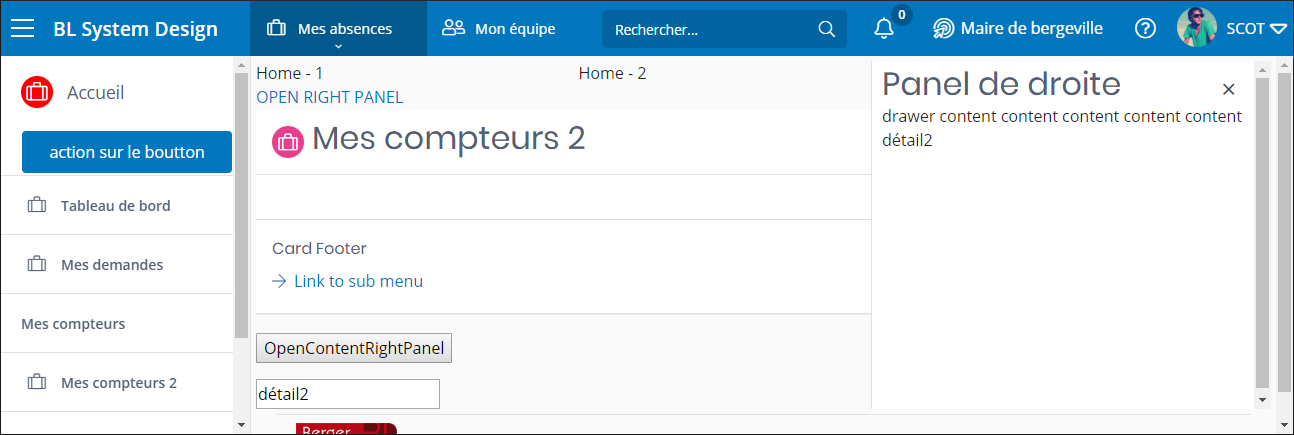 BL System Design
Mes absences
Mon équipe
Rechercher...
0
Maire de bergeville
?
SCOT
Accueil
action sur le boutton
Tableau de bord
Mes demandes
Mes compteurs
Mes compteurs 2
Home - 1
Home - 2
OPEN RIGHT PANEL
Mes compteurs 2
Card Footer
Link to sub menu
OpenContentRightPanel
détail2
Berger
Panel de droite
drawer content content content content content
détail2